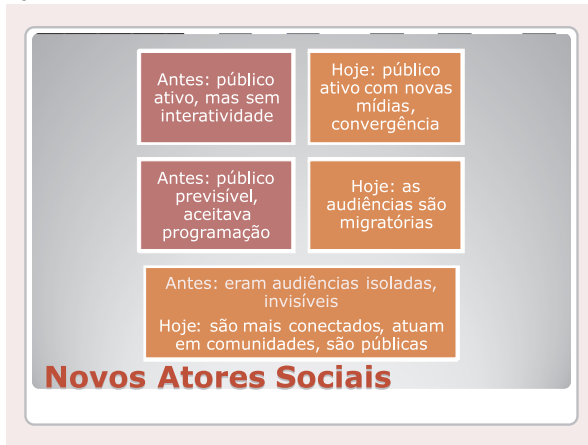 Antes: público
ativo, mas sem
interatividade
Hoje: público
ativo com novas
mídias,
convergência
Antes: público
previsível,
aceitava
programação
Hoje: as
audiências são
migratórias
Antes: eram audiências isoladas,
invisíveis
Hoje: são mais conectados, atuam
em comunidades, são públicas
Novos Atores Sociais